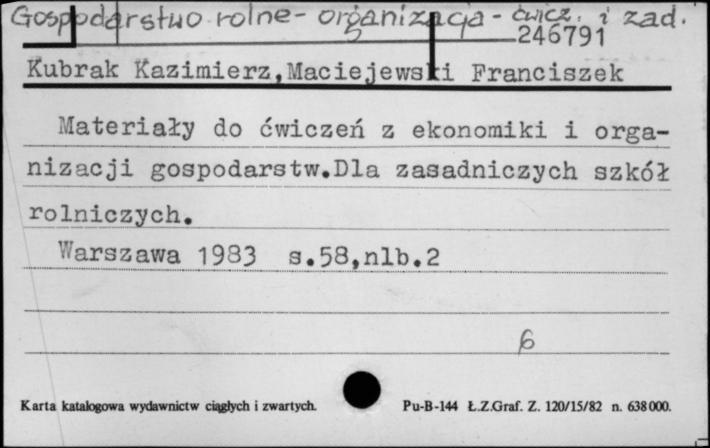 Gospodarstwo rolne - organizacja - ćwicz. i zad.
246791
Kubrak Kazimierz,Maciejewski Franciszek
Materiały do ćwiczeń z ekonomiki i orga-
nizacji gospodarstw.Dla zasadniczych szkół
rolniczych.
Warszawa 1983 s.58,nlb.2
6
Karta katalogowa wydawnictw ciągłych i zwartych. Pu-B-144 Ł.Z.Graf. Z. 120/15/82 n. 638000.